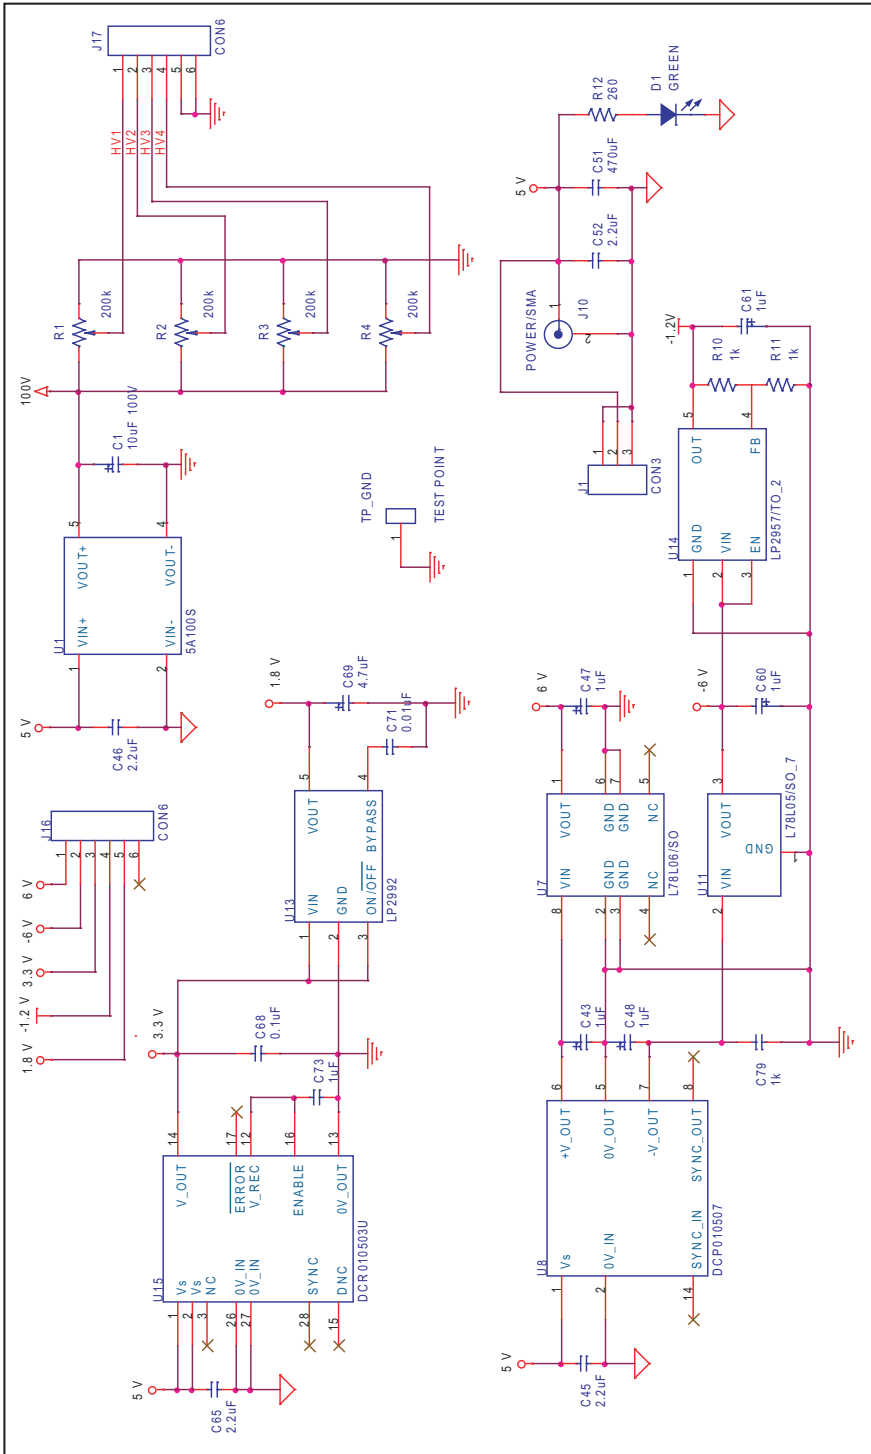 J17
CON6
1
2
3
4
5
6
HV1
HV2
HV3
HV4
R1
200k
R2
200k
R3
200k
R4
200k
100V
C1
10uF 100V
U1
5A100S
VIN+
VIN-
VOUT+
VOUT-
1
2
5
4
5 V
C46
2.2uF
TP_GND
TEST POINT
1
J16
CON6
1
2
3
4
5
6
6 V
-6 V
3.3 V
-1.2 V
1.8 V
U13
LP2992
VIN
GND
ON/OFF
VOUT
BYPASS
1
2
3
5
4
1.8 V
C69
4.7uF
C71
0.01uF
3.3 V
C68
0.1uF
C73
1uF
U15
DCR010503U
Vs
Vs
NC
0V_IN
0V_IN
SYNC
DNC
V_OUT
ERROR
V_REC
ENABLE
0V_OUT
1
2
3
26
27
28
15
14
17
12
16
13
5 V
C65
2.2uF
D1
GREEN
R12
260
5 V
C51
470uF
C52
2.2uF
J10
POWER/SMA
1
2
J1
CON3
1
2
3
-1.2V
C61
1uF
R10
1k
R11
1k
U14
LP2957/TO_2
GND
VIN
EN
OUT
FB
1
2
3
5
4
6 V
C47
1uF
-6 V
C60
1uF
U7
L78L06/SO
VIN
GND
GND
NC
VOUT
GND
GND
NC
8
2
3
4
1
6
7
5
U11
L78L05/SO_7
VIN
VOUT
GND
2
3
1
C43
1uF
C48
1uF
C79
1k
U8
DCP010507
Vs
0V_IN
SYNC_IN
+V_OUT
0V_OUT
-V_OUT
SYNC_OUT
1
2
14
6
5
7
8
5 V
C45
2.2uF